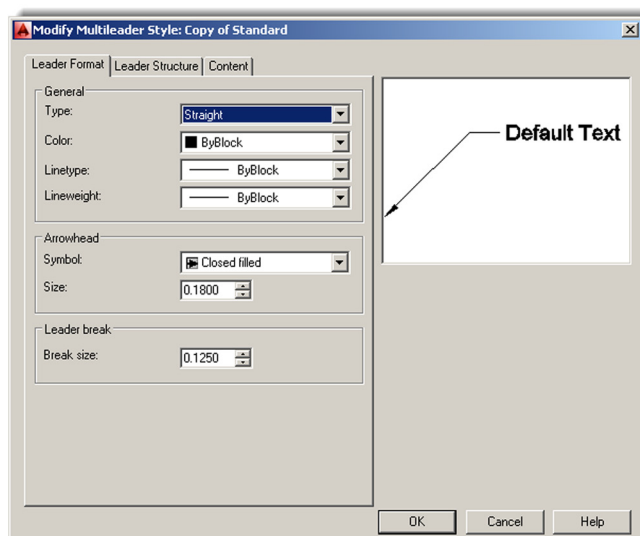 Modify Multileader Style: Copy of Standard
Leader Format Leader Structure Content
General
Type: Straight
Color: ByBlock
Linetype: ByBlock
Lineweight: ByBlock
Arrowhead
Symbol: Closed filled
Size: 0.1800
Leader break
Break size: 0.1250
Default Text
OK Cancel Help